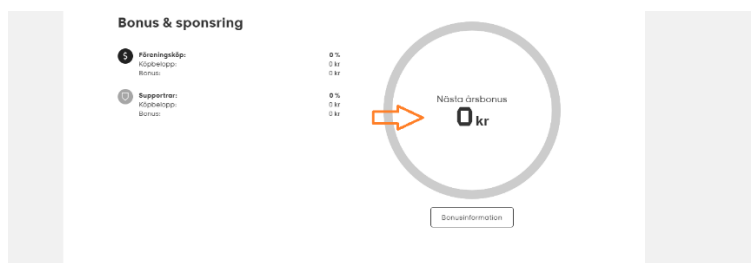 Bonus & sponsring
Föreningsköp: 0 %
Köpbelopp: 0 kr
Bonus: 0 kr
Supportrar: 0 %
Köpbelopp: 0 kr
Bonus: 0 kr
Nästa årsbonus
0 kr
Bonusinformation